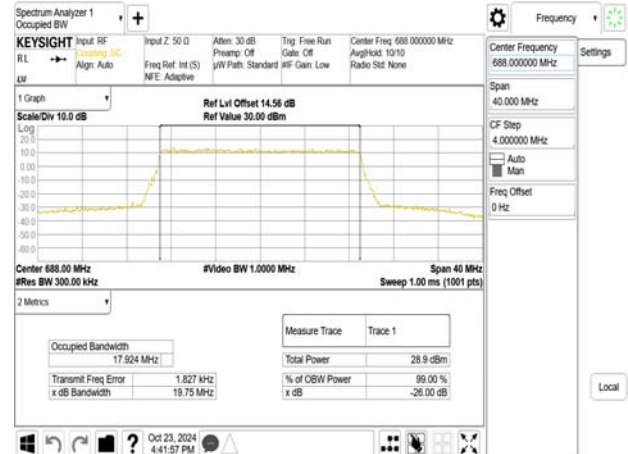 Spectrum Analyzer 1
Occupied BW
Frequency
KEYSIGHT
Input: RF
Coupling: DC
Align: Auto
Input Z: 50 Ω
Freq Ref: Int (S)
NFE: Adaptive
Atten: 30 dB
Preamp: Off
µW Path: Standard
Trig: Free Run
Gate: Off
#IF Gain: Low
Center Freq: 688.000000 MHz
Avg|Hold: 10/10
Radio Std: None
RL
Center Frequency
688.000000 MHz
Settings
Span
40.000 MHz
CF Step
4.000000 MHz
Auto
Man
Freq Offset
0 Hz
Local
1 Graph
Scale/Div 10.0 dB
Ref Lvl Offset 14.56 dB
Ref Value 30.00 dBm
Log
20.0
10.0
0.00
-10.0
-20.0
-30.0
-40.0
-50.0
-60.0
Center 688.00 MHz
#Video BW 1.0000 MHz
Span 40 MHz
#Res BW 300.00 kHz
Sweep 1.00 ms (1001 pts)
2 Metrics
Measure Trace
Trace 1
Occupied Bandwidth
17.924 MHz
Total Power
28.9 dBm
Transmit Freq Error
1.827 kHz
% of OBW Power
99.00 %
x dB Bandwidth
19.75 MHz
x dB
-26.00 dB
?
Oct 23, 2024
4:41:57 PM